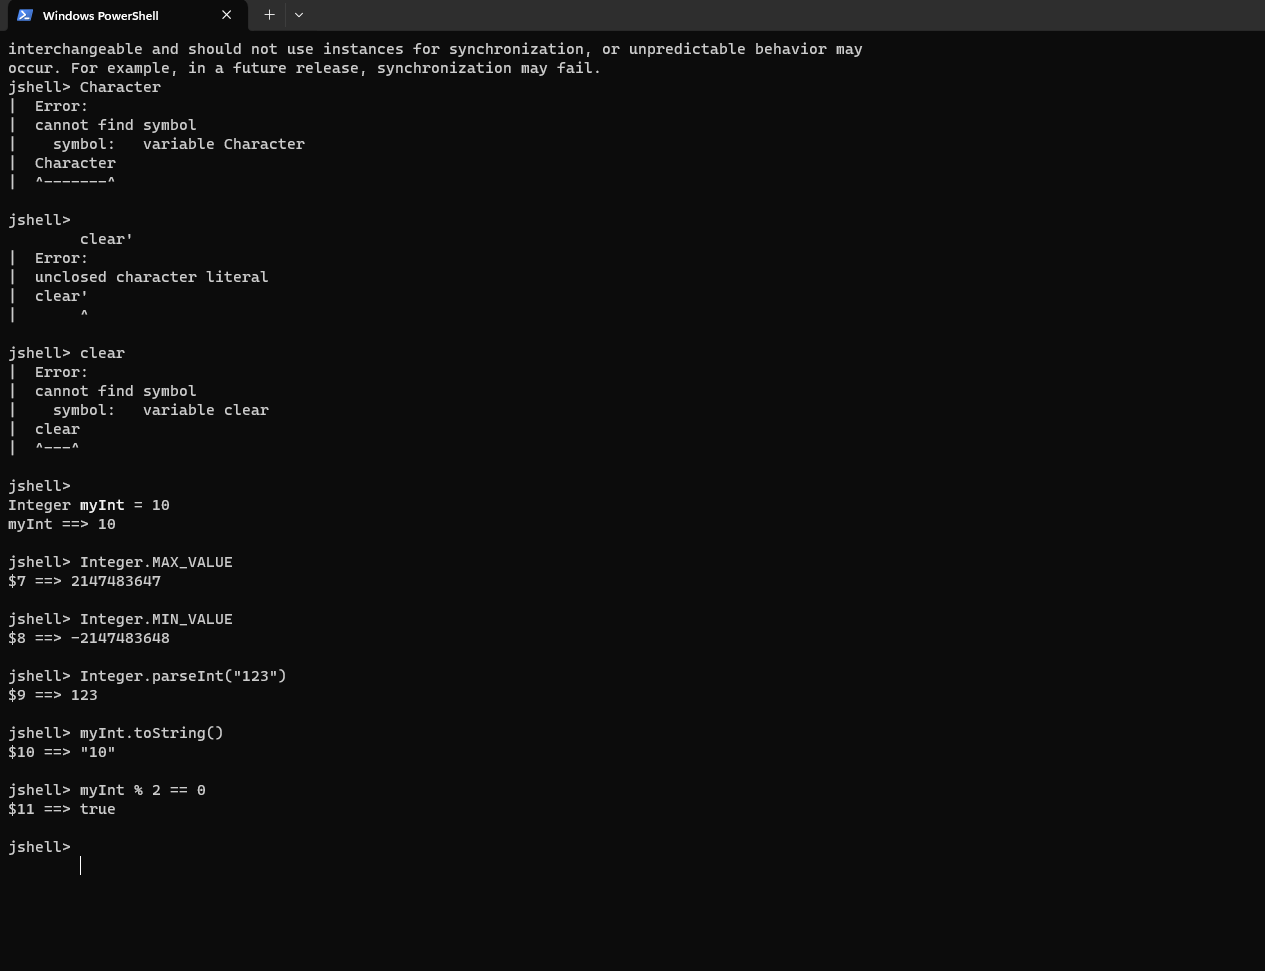 Windows PowerShell
interchangeable and should not use instances for synchronization, or unpredictable behavior may
occur. For example, in a future release, synchronization may fail.
jshell> Character
|  Error:
|  cannot find symbol
|    symbol:   variable Character
|  Character
|  ^-------^
jshell>
        clear'
|  Error:
|  unclosed character literal
|  clear'
|       ^
jshell> clear
|  Error:
|  cannot find symbol
|    symbol:   variable clear
|  clear
|  ^---^
jshell>
Integer myInt = 10
myInt ==> 10
jshell> Integer.MAX_VALUE
$7 ==> 2147483647
jshell> Integer.MIN_VALUE
$8 ==> -2147483648
jshell> Integer.parseInt("123")
$9 ==> 123
jshell> myInt.toString()
$10 ==> "10"
jshell> myInt % 2 == 0
$11 ==> true
jshell>